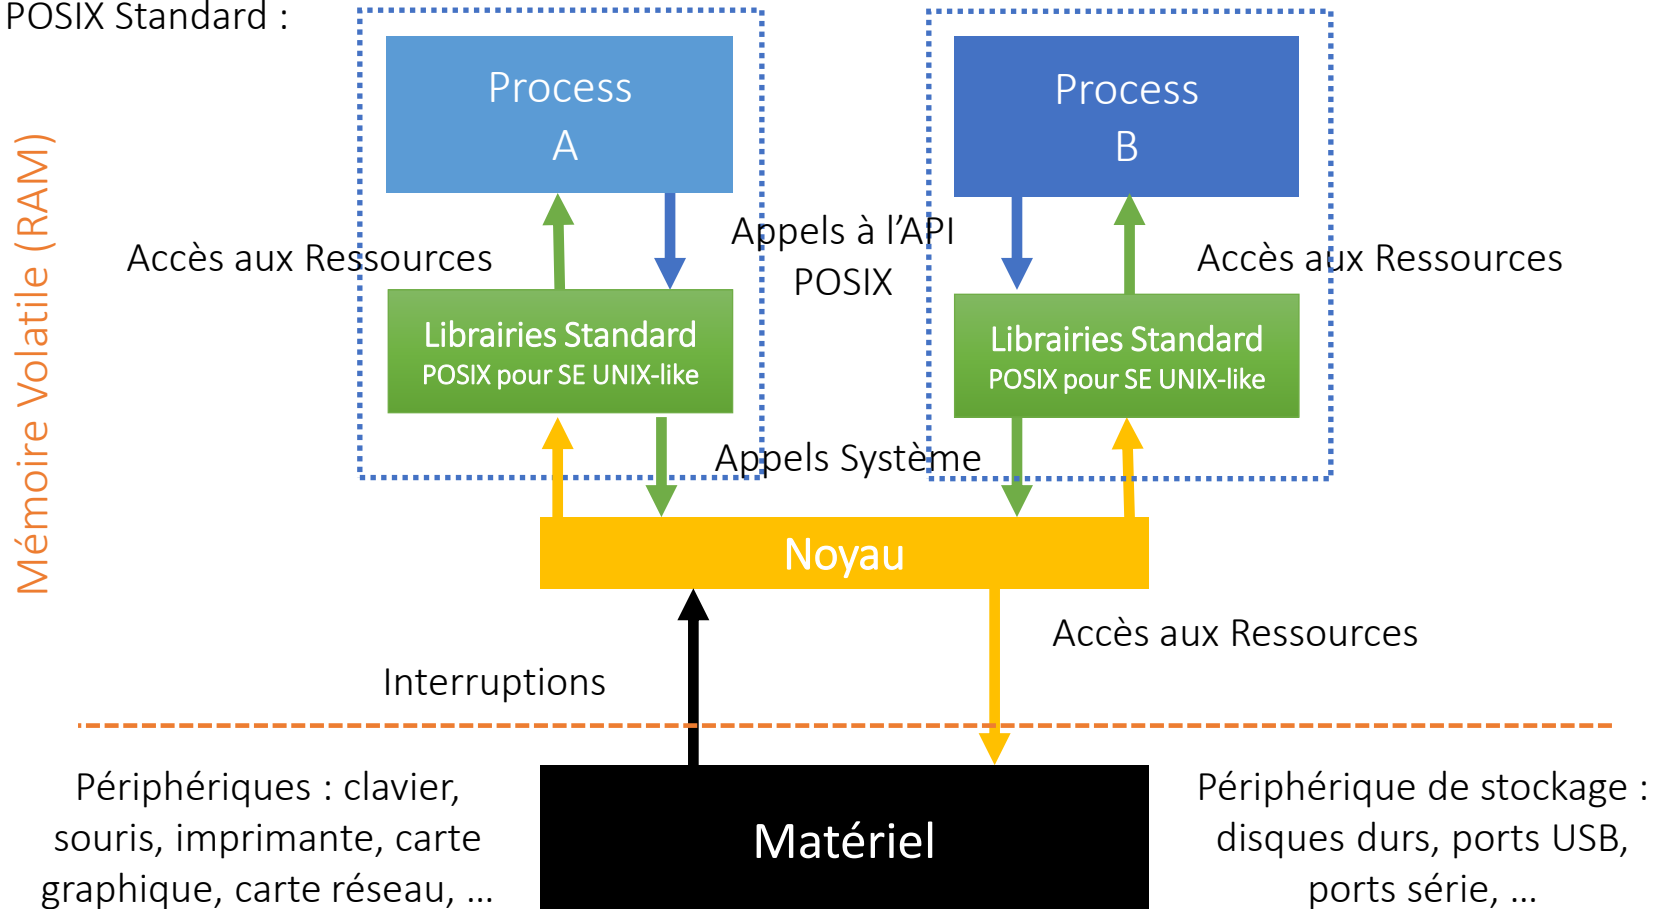 POSIX Standard :
Process
A
Process
B
Mémoire Volatile (RAM)
Accès aux Ressources
Appels à l’API
POSIX
Accès aux Ressources
Librairies Standard
POSIX pour SE UNIX-like
Librairies Standard
POSIX pour SE UNIX-like
Appels Système
Noyau
Accès aux Ressources
Interruptions
Périphériques : clavier,
souris, imprimante, carte
graphique, carte réseau, ...
Matériel
Périphérique de stockage :
disques durs, ports USB,
ports série, ...